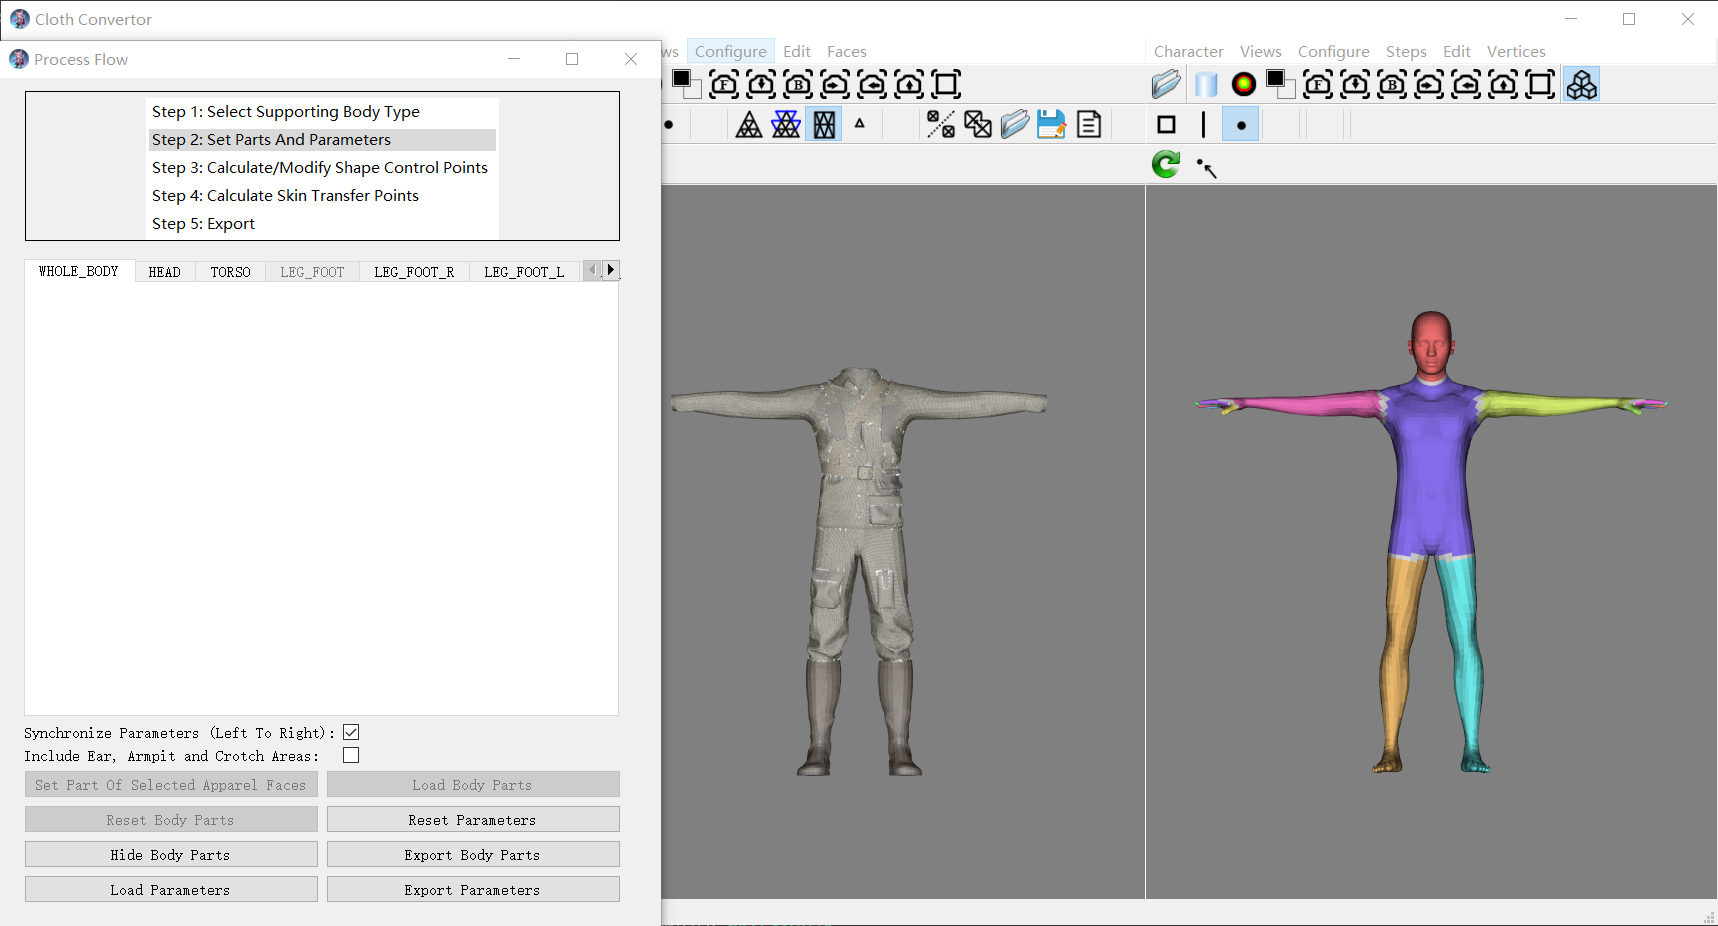 Cloth Convertor
Process Flow
Configure Edit Faces
Character Views Configure Steps Edit Vertices
Step 1: Select Supporting Body Type
Step 2: Set Parts And Parameters
Step 3: Calculate/Modify Shape Control Points
Step 4: Calculate Skin Transfer Points
Step 5: Export
F B
F B
WHOLE_BODY HEAD TORSO LEG_FOOT LEG_FOOT_R LEG_FOOT_L
Synchronize Parameters (Left To Right):
Include Ear, Armpit and Crotch Areas:
Set Part Of Selected Apparel Faces Load Body Parts
Reset Body Parts Reset Parameters
Hide Body Parts Export Body Parts
Load Parameters Export Parameters